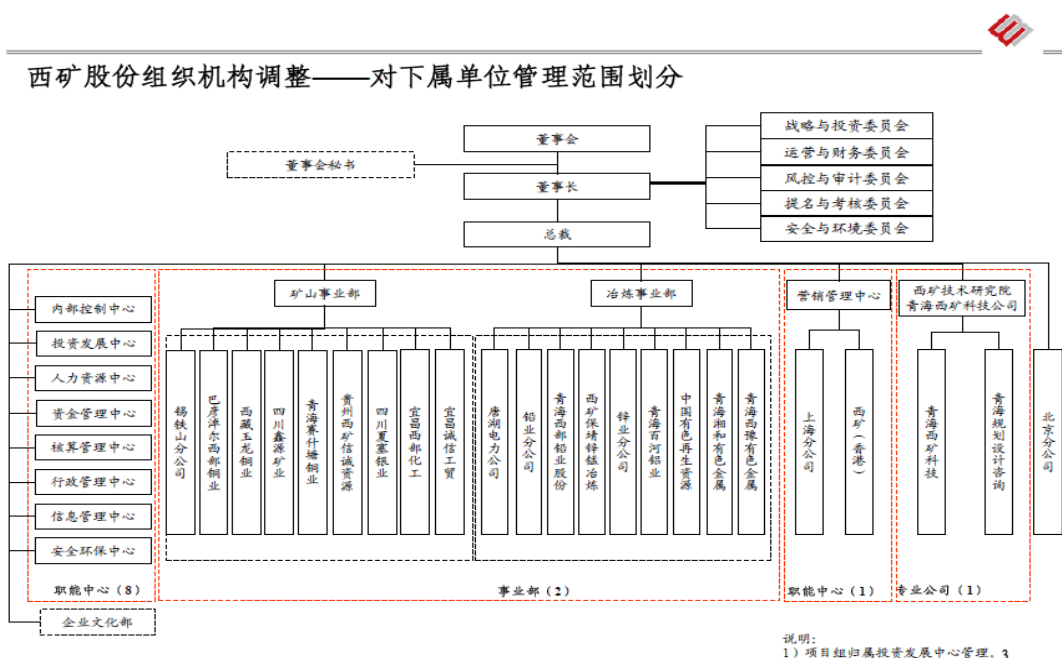 西矿股份组织机构调整——对下属单位管理范围划分
董事会
董事会秘书
董事长
总裁
战略与投资委员会
运营与财务委员会
风控与审计委员会
提名与考核委员会
安全与环境委员会
内部控制中心
投资发展中心
人力资源中心
资金管理中心
核算管理中心
行政管理中心
信息管理中心
安全环保中心
职能中心（8）
企业文化部
矿山事业部
锡铁山分公司
巴彦淖尔西部铜业
西藏玉龙铜业
四川鑫源矿业
青海赛什塘铜业
贵州西矿信诚资源
四川夏塞银业
宜昌西部化工
宜昌诚信工贸
冶炼事业部
唐湖电力公司
铅业分公司
青海西部铅业股份
西矿保靖锌锰冶炼
锌业分公司
青海百河铝业
中国有色再生资源
青海湘和有色金属
青海西豫有色金属
事业部（2）
营销管理中心
上海分公司
西矿（香港）
职能中心（1）
西矿技术研究院
青海西矿科技公司
青海西矿科技
青海规划设计咨询
专业公司（1）
北京分公司
说明:
1）项目组归属投资发展中心管理。3